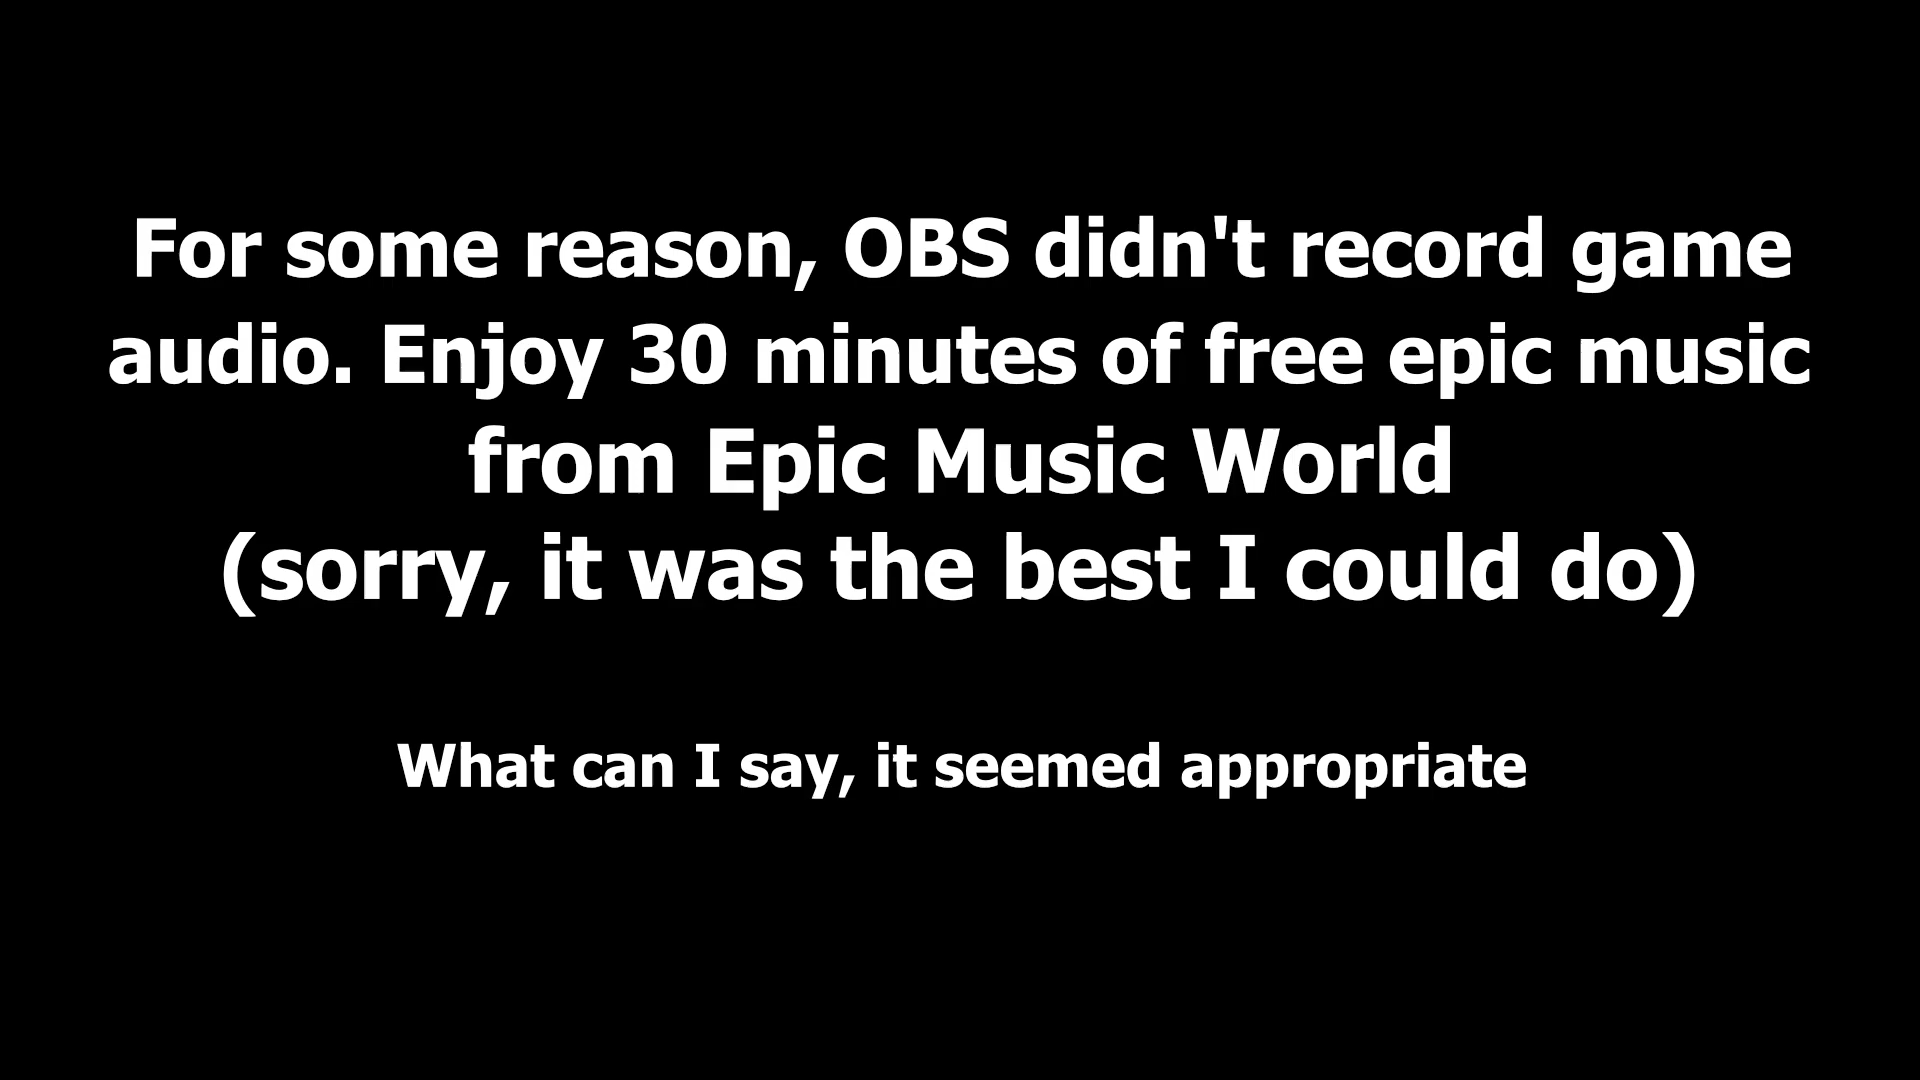 For some reason, OBS didn't record game
audio. Enjoy 30 minutes of free epic music
from Epic Music World
(sorry, it was the best I could do)
What can I say, it seemed appropriate